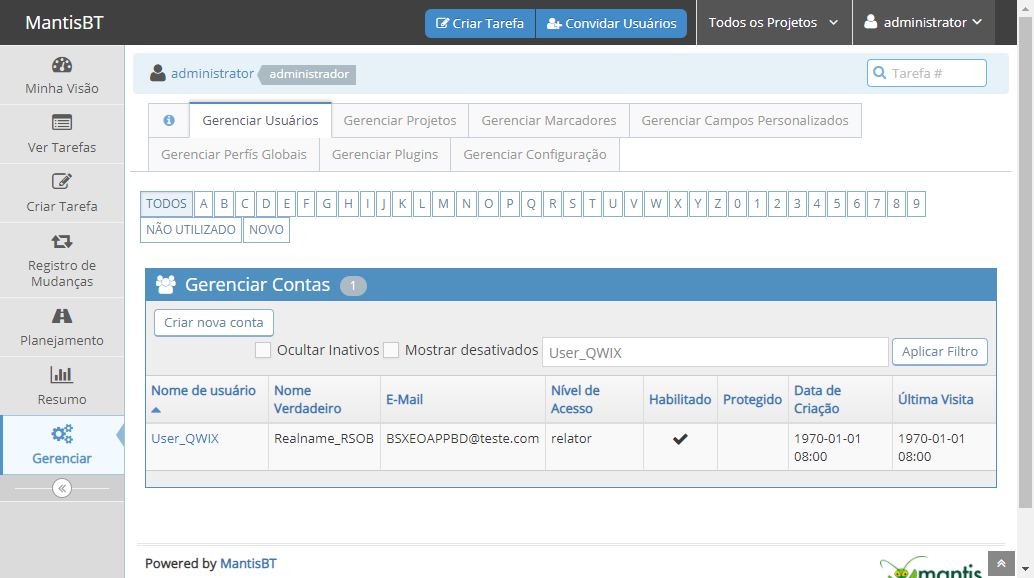 MantisBT
Criar Tarefa
Convidar Usuários
Todos os Projetos
administrator
Minha Visão
Ver Tarefas
Criar Tarefa
Registro de
Mudanças
Planejamento
Resumo
Gerenciar
administrator administrador
Tarefa #
Gerenciar Usuários Gerenciar Projetos Gerenciar Marcadores Gerenciar Campos Personalizados
Gerenciar Perfís Globais Gerenciar Plugins Gerenciar Configuração
TODOS A B C D E F G H I J K L M N O P Q R S T U V W X Y Z 0 1 2 3 4 5 6 7 8 9
NÃO UTILIZADO NOVO
Gerenciar Contas 1
Criar nova conta
Ocultar Inativos Mostrar desativados User_QWIX Aplicar Filtro
Nome de usuário
Nome
Verdadeiro
E-Mail
Nível de
Acesso
Habilitado
Protegido
Data de
Criação
Última Visita
User_QWIX
Realname_RSOB
BSXEOAPPBD@teste.com
relator
1970-01-01
08:00
1970-01-01
08:00
Powered by MantisBT
mantis